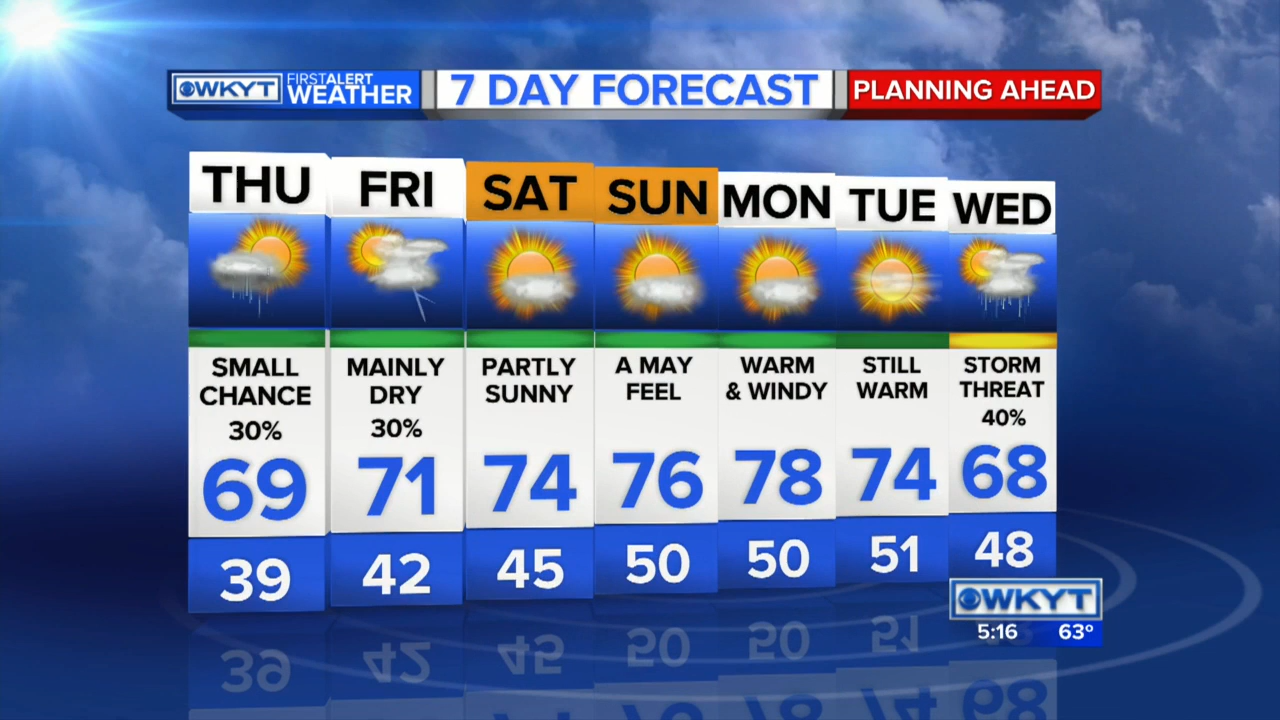 WKYT FIRST ALERT WEATHER 7 DAY FORECAST PLANNING AHEAD
THU FRI SAT SUN MON TUE WED
SMALL CHANCE 30%
MAINLY DRY 30%
PARTLY SUNNY
A MAY FEEL
WARM & WINDY
STILL WARM
STORM THREAT 40%
69 71 74 76 78 74 68
39 42 45 50 50 51 48
WKYT
5:16 63°